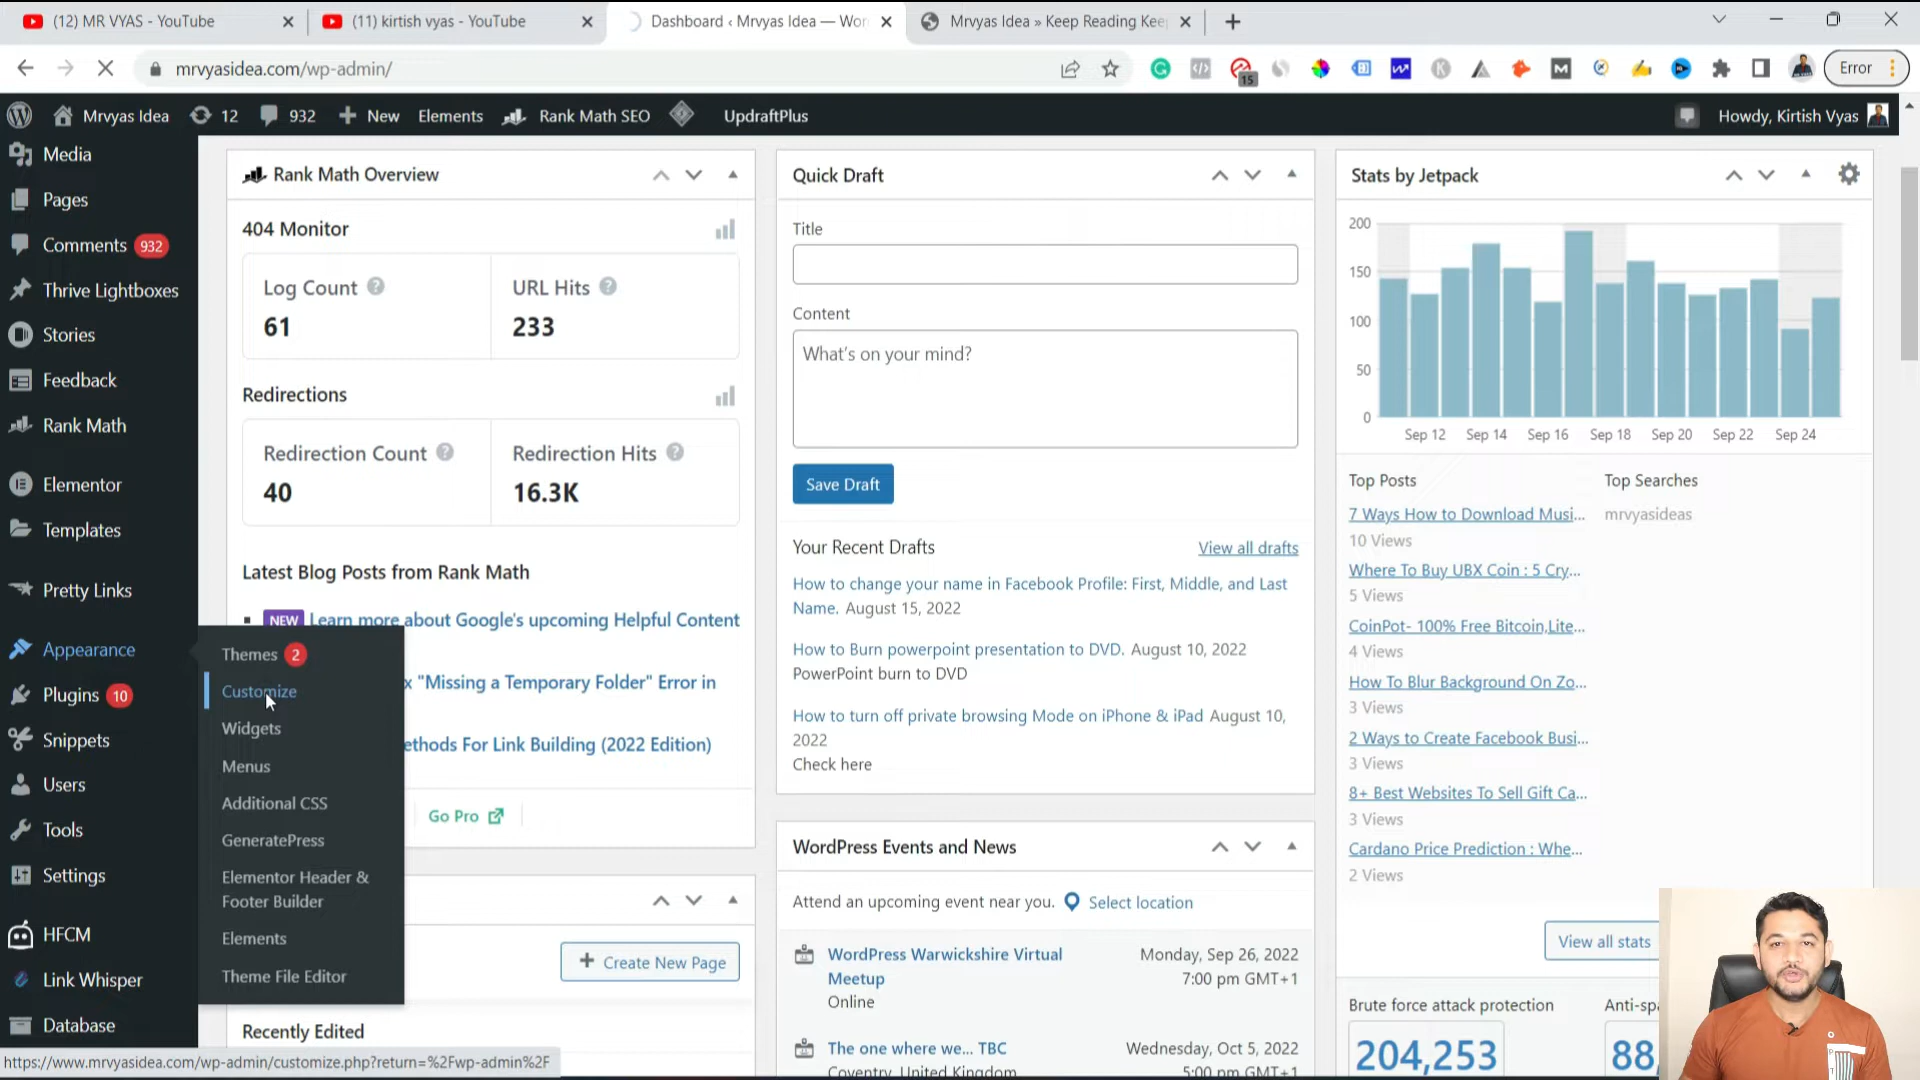 (12) MR VYAS - YouTube
(11) kirtish vyas - YouTube
Dashboard ‹ Mrvyas Idea — Wor
Mrvyas Idea » Keep Reading Kee
mrvyasidea.com/wp-admin/
15
Error
Mrvyas Idea
12
932
New
Elements
Rank Math SEO
UpdraftPlus
Howdy, Kirtish Vyas
Media
Pages
Comments 932
Thrive Lightboxes
Stories
Feedback
Rank Math
Elementor
Templates
Pretty Links
Appearance
Plugins 10
Snippets
Users
Tools
Settings
HFCM
Link Whisper
Database
Themes 2
Customize
Widgets
Menus
Additional CSS
GeneratePress
Elementor Header &
Footer Builder
Elements
Theme File Editor
Rank Math Overview
404 Monitor
Log Count
61
URL Hits
233
Redirections
Redirection Count
40
Redirection Hits
16.3K
Latest Blog Posts from Rank Math
NEW Learn more about Google's upcoming Helpful Content
x "Missing a Temporary Folder" Error in
ethods For Link Building (2022 Edition)
Go Pro
Create New Page
Recently Edited
Quick Draft
Title
Content
What's on your mind?
Save Draft
Your Recent Drafts
View all drafts
How to change your name in Facebook Profile: First, Middle, and Last
Name. August 15, 2022
How to Burn powerpoint presentation to DVD. August 10, 2022
PowerPoint burn to DVD
How to turn off private browsing Mode on iPhone & iPad August 10,
2022
Check here
WordPress Events and News
Attend an upcoming event near you.
Select location
WordPress Warwickshire Virtual
Meetup
Online
Monday, Sep 26, 2022
7:00 pm GMT+1
The one where we... TBC
Coventry, United Kingdom
Wednesday, Oct 5, 2022
5:00 pm GMT+1
Stats by Jetpack
200
150
100
50
0
Sep 12
Sep 14
Sep 16
Sep 18
Sep 20
Sep 22
Sep 24
Top Posts
Top Searches
7 Ways How to Download Musi...
mrvyasideas
10 Views
Where To Buy UBX Coin : 5 Cry...
5 Views
CoinPot- 100% Free Bitcoin,Lite...
4 Views
How To Blur Background On Zo...
3 Views
2 Ways to Create Facebook Busi...
3 Views
8+ Best Websites To Sell Gift Ca...
3 Views
Cardano Price Prediction : Whe...
2 Views
View all stats
Brute force attack protection
204,253
Anti-spa
88,
https://www.mrvyasidea.com/wp-admin/customize.php?return=%2Fwp-admin%2F